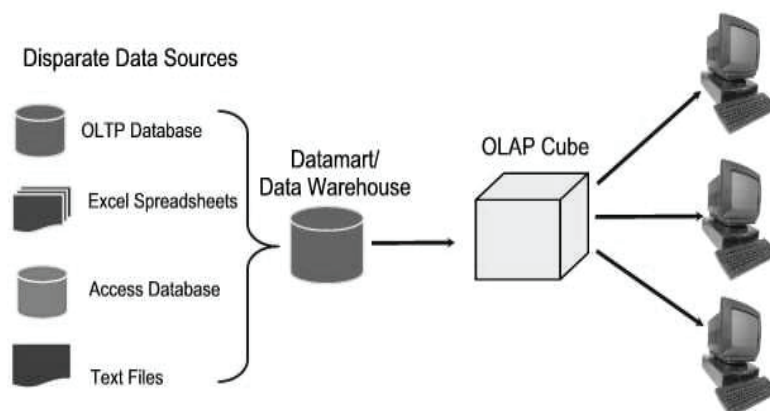 Disparate Data Sources
OLTP Database
Excel Spreadsheets
Access Database
Text Files
Datamart/
Data Warehouse
OLAP Cube